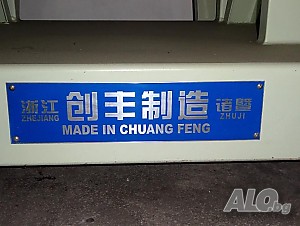 浙江 创丰制造 诸暨
ZHEJIANG MADE IN CHUANG FENG ZHUJI
ALO.bg